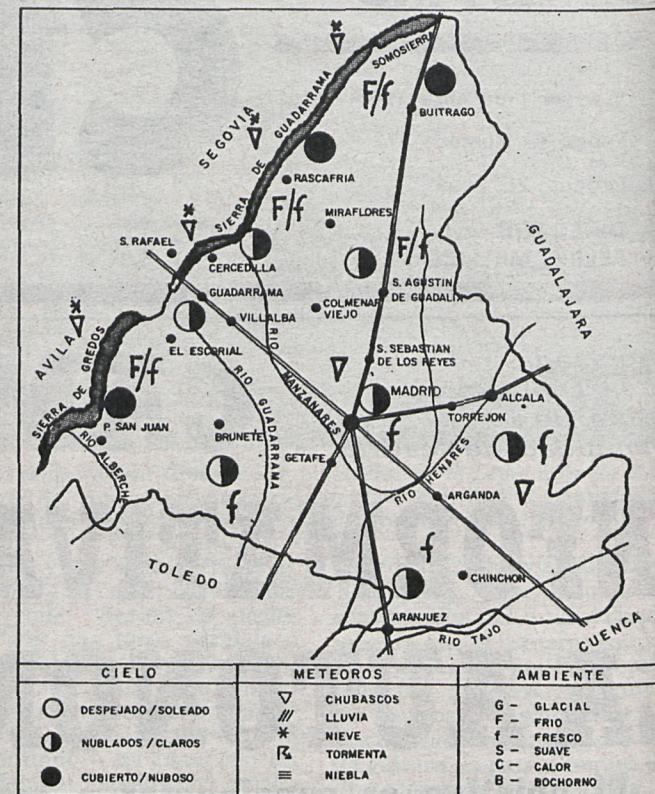 SOMOSIERRA
F/f
BUITRAGO
SEGOVIA
SIERRA DE GUADARRAMA
RASCAFRIA
F/f
MIRAFLORES
F/f
GUADALAJARA
S. RAFAEL
CERCEDILLA
S. AGUSTIN
DE GUADALIX
GUADARRAMA
COLMENAR
VIEJO
VILLALBA
AVILA
SIERRA DE GREDOS
EL ESCORIAL
F/f
S. SEBASTIAN
DE LOS REYES
RIO MANZANARES
RIO GUADARRAMA
MADRID
ALCALA
TORREJON
P. SAN JUAN
RIO ALBERCHE
BRUNETE
f
GETAFE
RIO HENARES
f
ARGANDA
f
f
TOLEDO
CHINCHON
ARANJUEZ
RIO TAJO
CUENCA
CIELO
DESPEJADO/SOLEADO
NUBLADOS/CLAROS
CUBIERTO/NUBOSO
METEOROS
CHUBASCOS
LLUVIA
NIEVE
TORMENTA
NIEBLA
AMBIENTE
G - GLACIAL
F - FRIO
f - FRESCO
S - SUAVE
C - CALOR
B - BOCHORNO